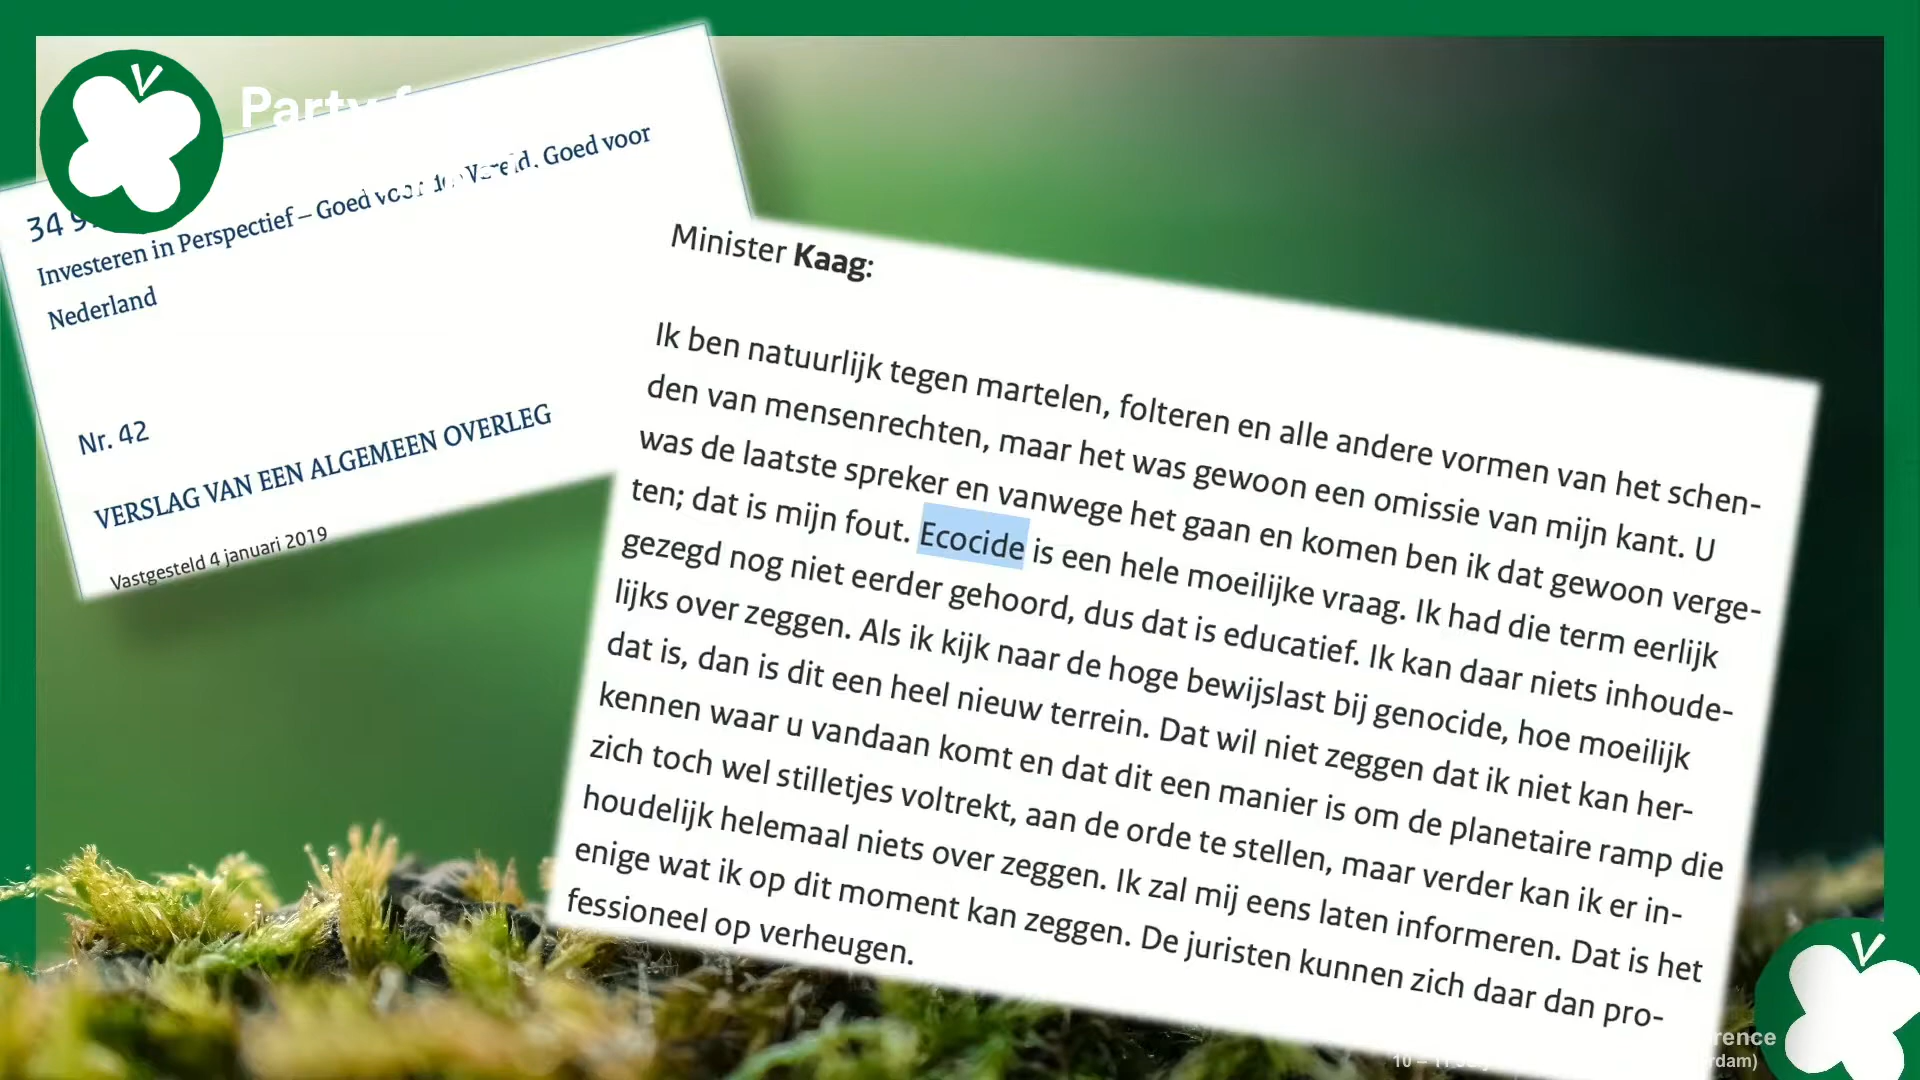 Party f
34 9
Investeren in Perspectief – Goed voor de Wereld, Goed voor
Nederland
Nr. 42
VERSLAG VAN EEN ALGEMEEN OVERLEG
Vastgesteld 4 januari 2019
Minister Kaag:
Ik ben natuurlijk tegen martelen, folteren en alle andere vormen van het schen-
den van mensenrechten, maar het was gewoon een omissie van mijn kant. U
was de laatste spreker en vanwege het gaan en komen ben ik dat gewoon verge-
ten; dat is mijn fout. Ecocide is een hele moeilijke vraag. Ik had die term eerlijk
gezegd nog niet eerder gehoord, dus dat is educatief. Ik kan daar niets inhoude-
lijks over zeggen. Als ik kijk naar de hoge bewijslast bij genocide, hoe moeilijk
dat is, dan is dit een heel nieuw terrein. Dat wil niet zeggen dat ik niet kan her-
kennen waar u vandaan komt en dat dit een manier is om de planetaire ramp die
zich toch wel stilletjes voltrekt, aan de orde te stellen, maar verder kan ik er in-
houdelijk helemaal niets over zeggen. Ik zal mij eens laten informeren. Dat is het
enige wat ik op dit moment kan zeggen. De juristen kunnen zich daar dan pro-
fessioneel op verheugen.
rence
10 – 11
rdam)